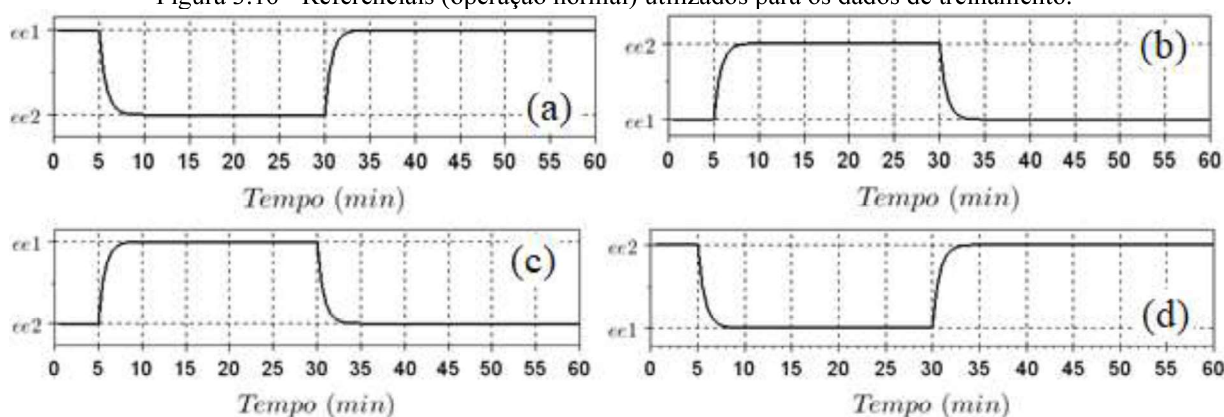 Figura 3.10 - Referenciais (operação normal) utilizados para os dados de treinamento.
ee1
ee2
(a)
0 5 10 15 20 25 30 35 40 45 50 55 60
Tempo (min)
ee2
ee1
(b)
0 5 10 15 20 25 30 35 40 45 50 55 60
Tempo (min)
ee1
ee2
(c)
0 5 10 15 20 25 30 35 40 45 50 55 60
Tempo (min)
ee2
ee1
(d)
0 5 10 15 20 25 30 35 40 45 50 55 60
Tempo (min)